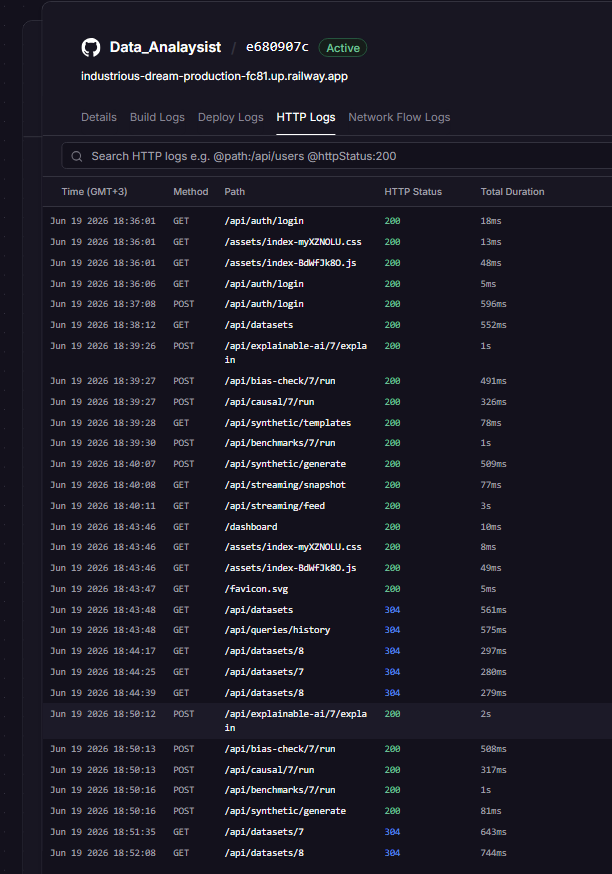 Data_Analaysist / e680907c Active
industrious-dream-production-fc81.up.railway.app
Details Build Logs Deploy Logs HTTP Logs Network Flow Logs
Search HTTP logs e.g. @path:/api/users @httpStatus:200
Time (GMT+3) Method Path HTTP Status Total Duration
Jun 19 2026 18:36:01 GET /api/auth/login 200 18ms
Jun 19 2026 18:36:01 GET /assets/index-myXZNOLU.css 200 13ms
Jun 19 2026 18:36:01 GET /assets/index-BdWfJk8O.js 200 48ms
Jun 19 2026 18:36:06 GET /api/auth/login 200 5ms
Jun 19 2026 18:37:08 POST /api/auth/login 200 596ms
Jun 19 2026 18:38:12 GET /api/datasets 200 552ms
Jun 19 2026 18:39:26 POST /api/explainable-ai/7/expla 200 1s
in
Jun 19 2026 18:39:27 POST /api/bias-check/7/run 200 491ms
Jun 19 2026 18:39:27 POST /api/causal/7/run 200 326ms
Jun 19 2026 18:39:28 GET /api/synthetic/templates 200 78ms
Jun 19 2026 18:39:30 POST /api/benchmarks/7/run 200 1s
Jun 19 2026 18:40:07 POST /api/synthetic/generate 200 509ms
Jun 19 2026 18:40:08 GET /api/streaming/snapshot 200 77ms
Jun 19 2026 18:40:11 GET /api/streaming/feed 200 3s
Jun 19 2026 18:43:46 GET /dashboard 200 10ms
Jun 19 2026 18:43:46 GET /assets/index-myXZNOLU.css 200 8ms
Jun 19 2026 18:43:46 GET /assets/index-BdWfJk8O.js 200 49ms
Jun 19 2026 18:43:47 GET /favicon.svg 200 5ms
Jun 19 2026 18:43:48 GET /api/datasets 304 561ms
Jun 19 2026 18:43:48 GET /api/queries/history 304 575ms
Jun 19 2026 18:44:17 GET /api/datasets/8 304 297ms
Jun 19 2026 18:44:25 GET /api/datasets/7 304 280ms
Jun 19 2026 18:44:39 GET /api/datasets/8 304 279ms
Jun 19 2026 18:50:12 POST /api/explainable-ai/7/expla 200 2s
in
Jun 19 2026 18:50:13 POST /api/bias-check/7/run 200 508ms
Jun 19 2026 18:50:13 POST /api/causal/7/run 200 317ms
Jun 19 2026 18:50:16 POST /api/benchmarks/7/run 200 1s
Jun 19 2026 18:50:16 POST /api/synthetic/generate 200 81ms
Jun 19 2026 18:51:35 GET /api/datasets/7 304 643ms
Jun 19 2026 18:52:08 GET /api/datasets/8 304 744ms